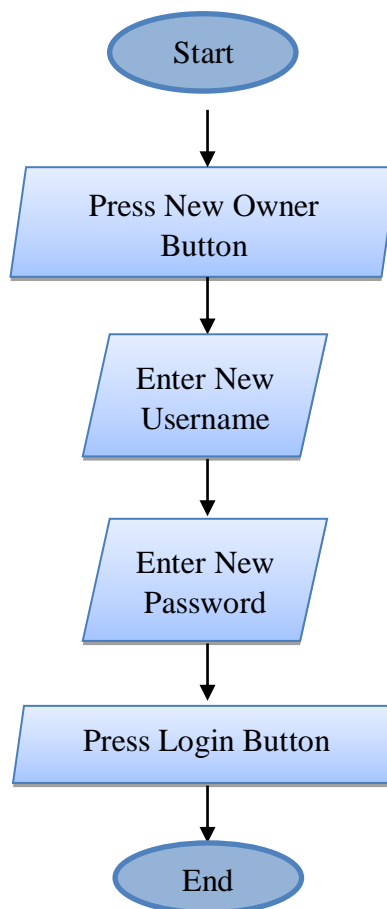 Start
Press New Owner
Button
Enter New
Username
Enter New
Password
Press Login Button
End